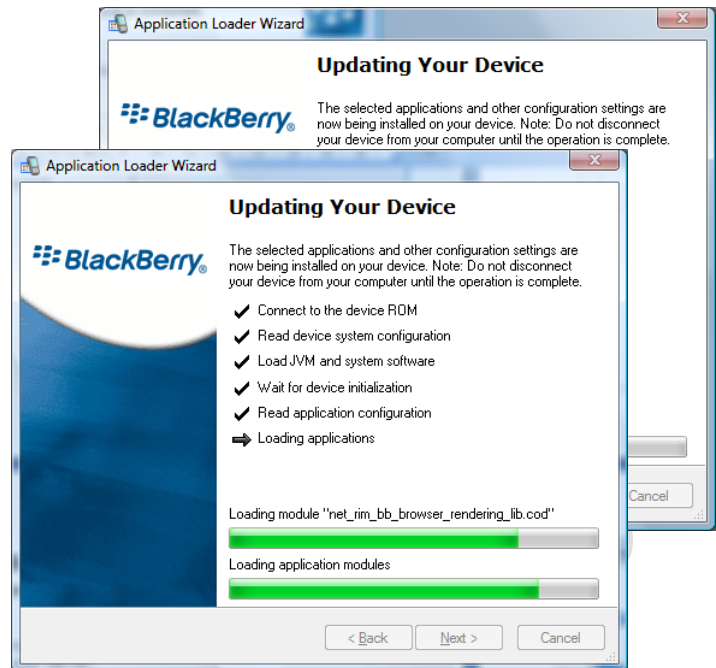 Application Loader Wizard
Updating Your Device
BlackBerry®
The selected applications and other configuration settings are
now being installed on your device. Note: Do not disconnect
your device from your computer until the operation is complete.
Cancel
Application Loader Wizard
Updating Your Device
BlackBerry®
The selected applications and other configuration settings are
now being installed on your device. Note: Do not disconnect
your device from your computer until the operation is complete.
Connect to the device ROM
Read device system configuration
Load JVM and system software
Wait for device initialization
Read application configuration
Loading applications
Loading module "net_rim_bb_browser_rendering_lib.cod"
Loading application modules
< Back Next > Cancel